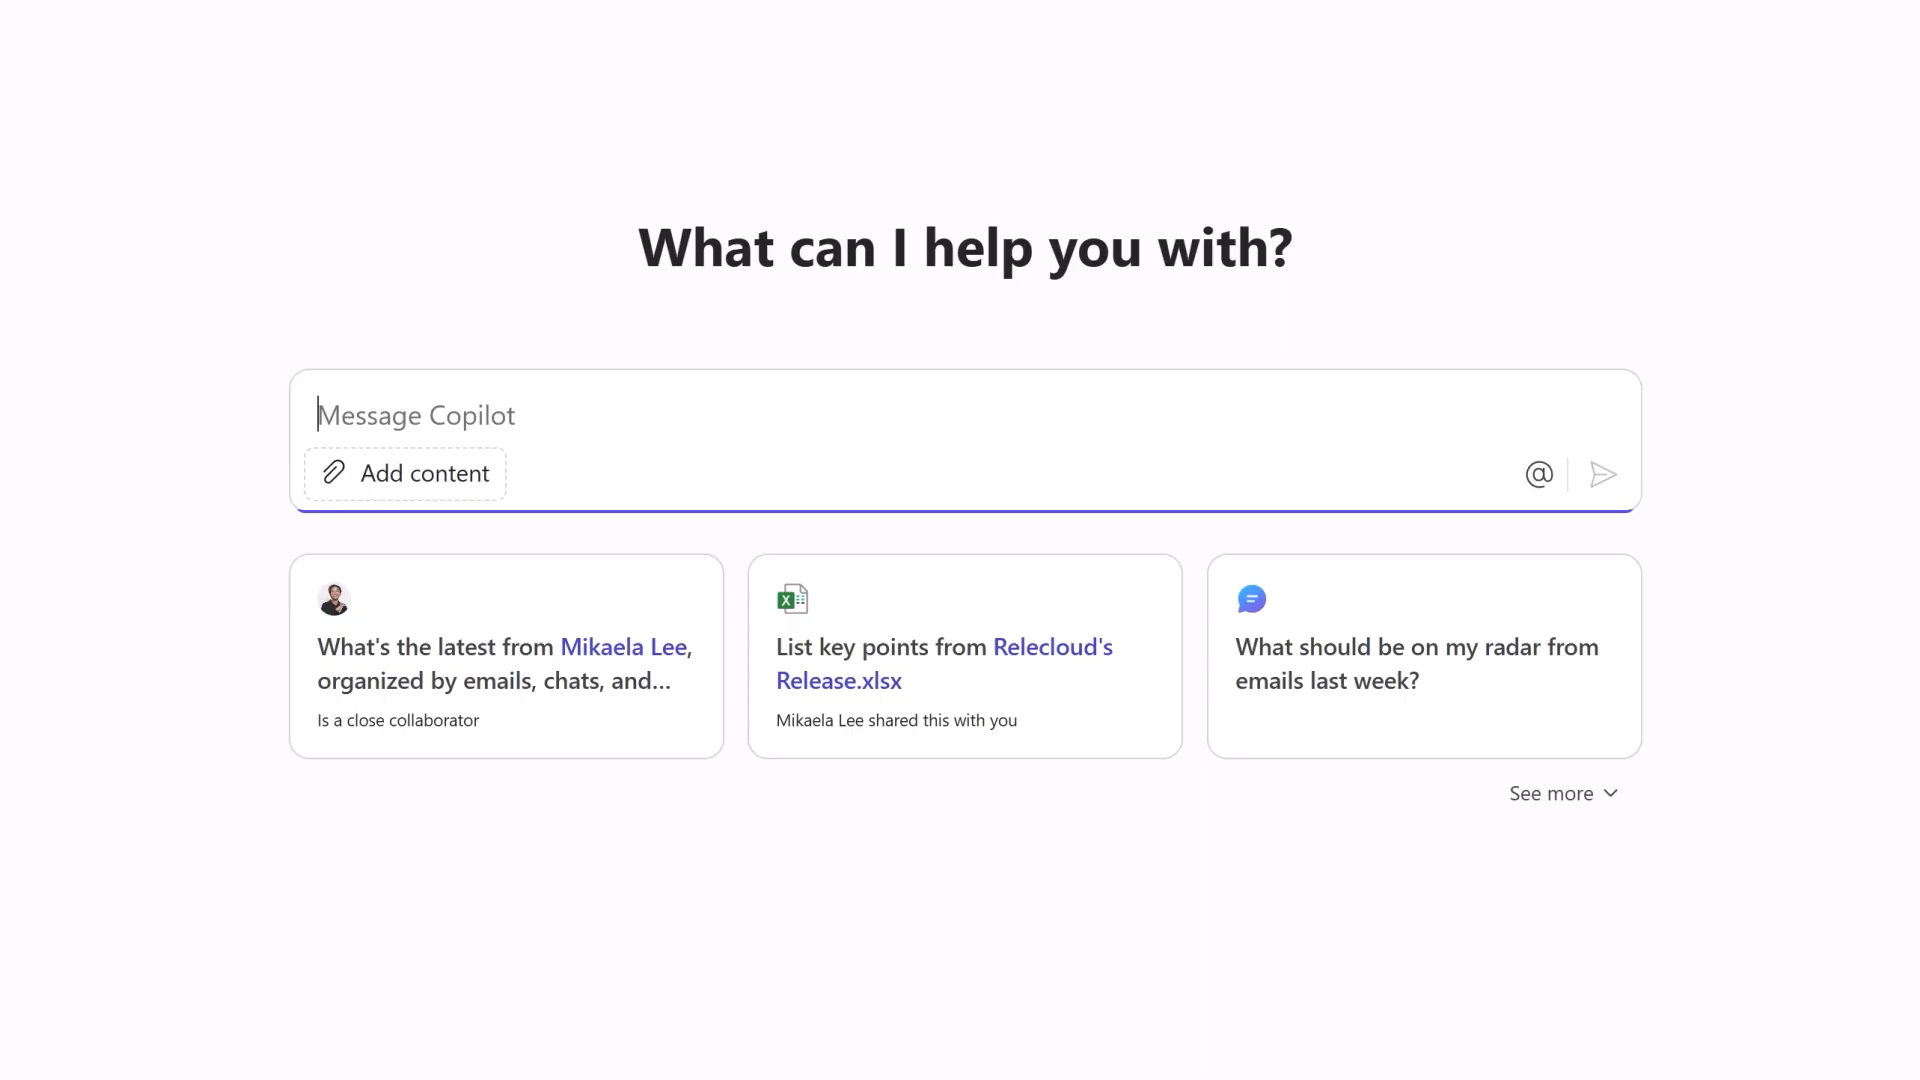 What can I help you with?
Message Copilot
Add content
@
What's the latest from Mikaela Lee,
organized by emails, chats, and...
Is a close collaborator
List key points from Relecloud's
Release.xlsx
Mikaela Lee shared this with you
What should be on my radar from
emails last week?
See more